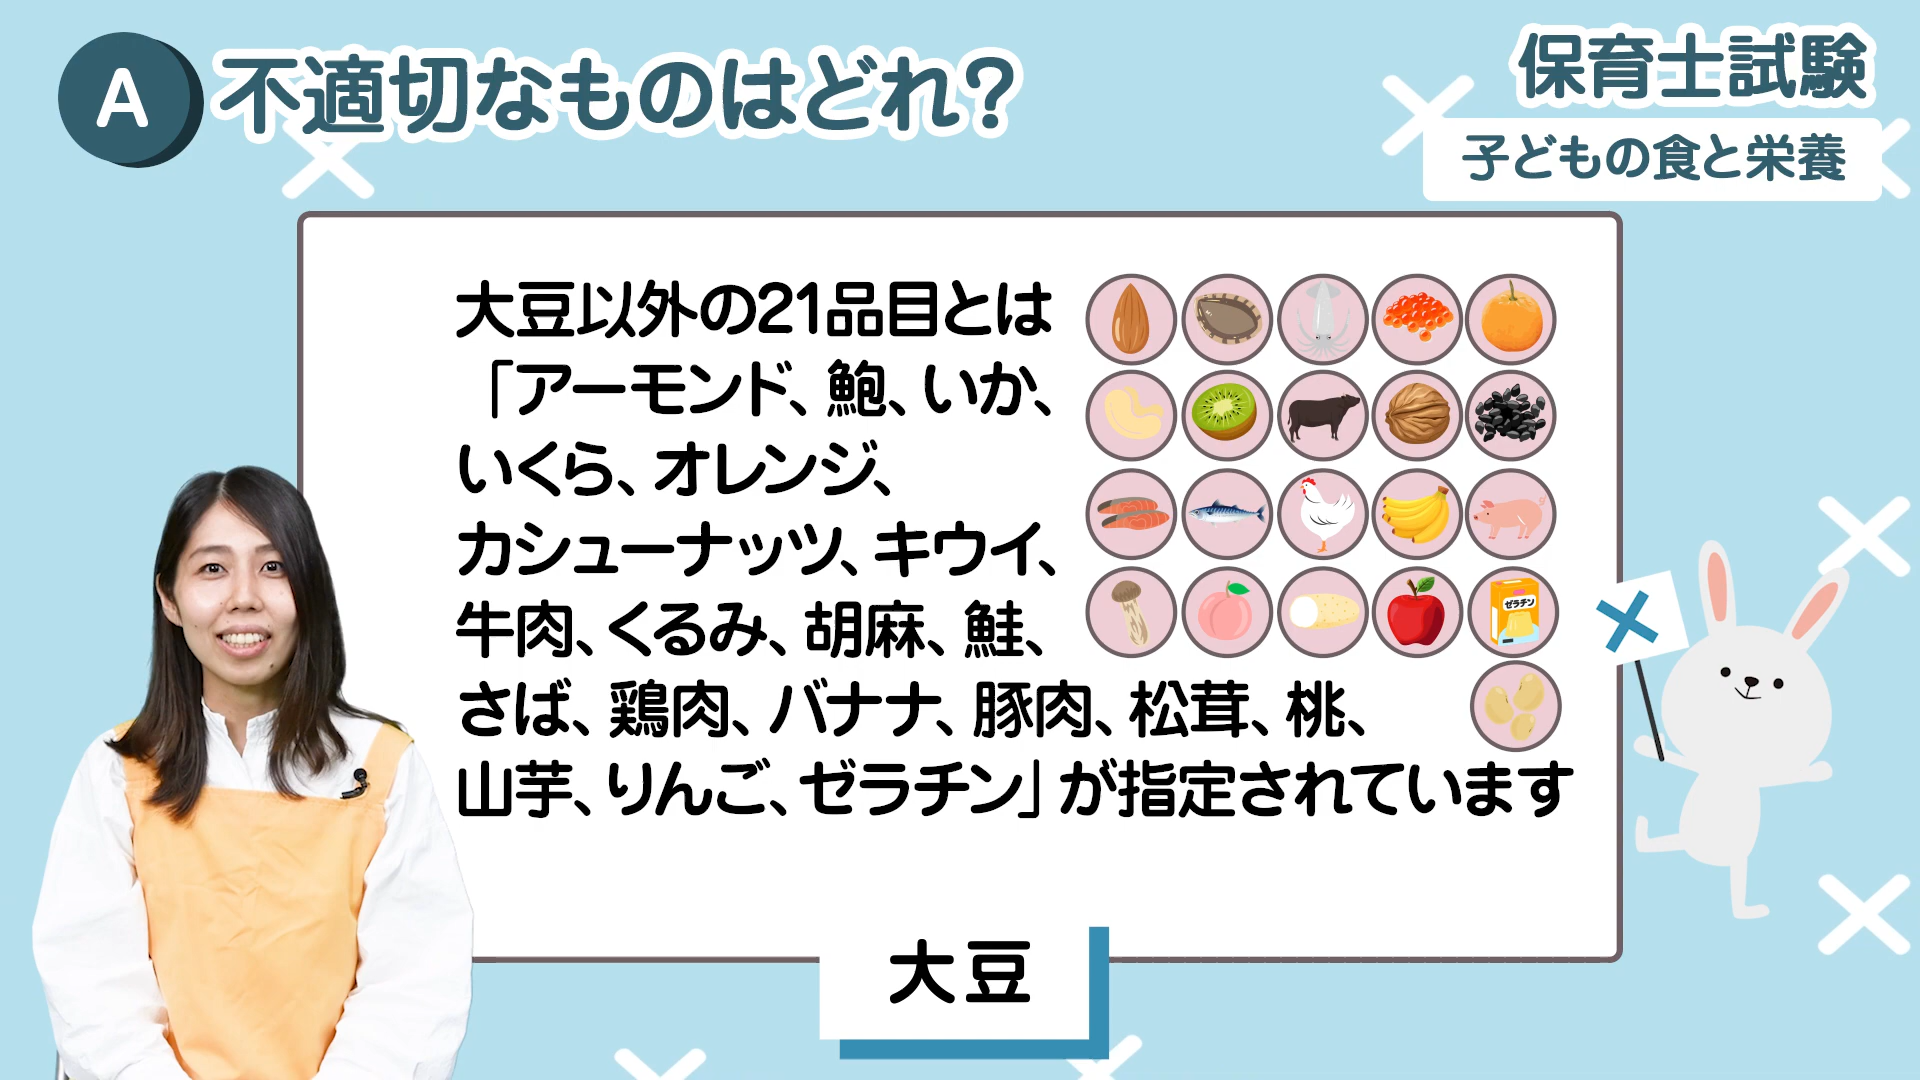 A 不適切なものはどれ?
保育士試験
子どもの食と栄養
大豆以外の21品目とは
「アーモンド、鮑、いか、
いくら、オレンジ、
カシューナッツ、キウイ、
牛肉、くるみ、胡麻、鮭、
さば、鶏肉、バナナ、豚肉、松茸、桃、
山芋、りんご、ゼラチン」が指定されています
ゼラチン
大豆